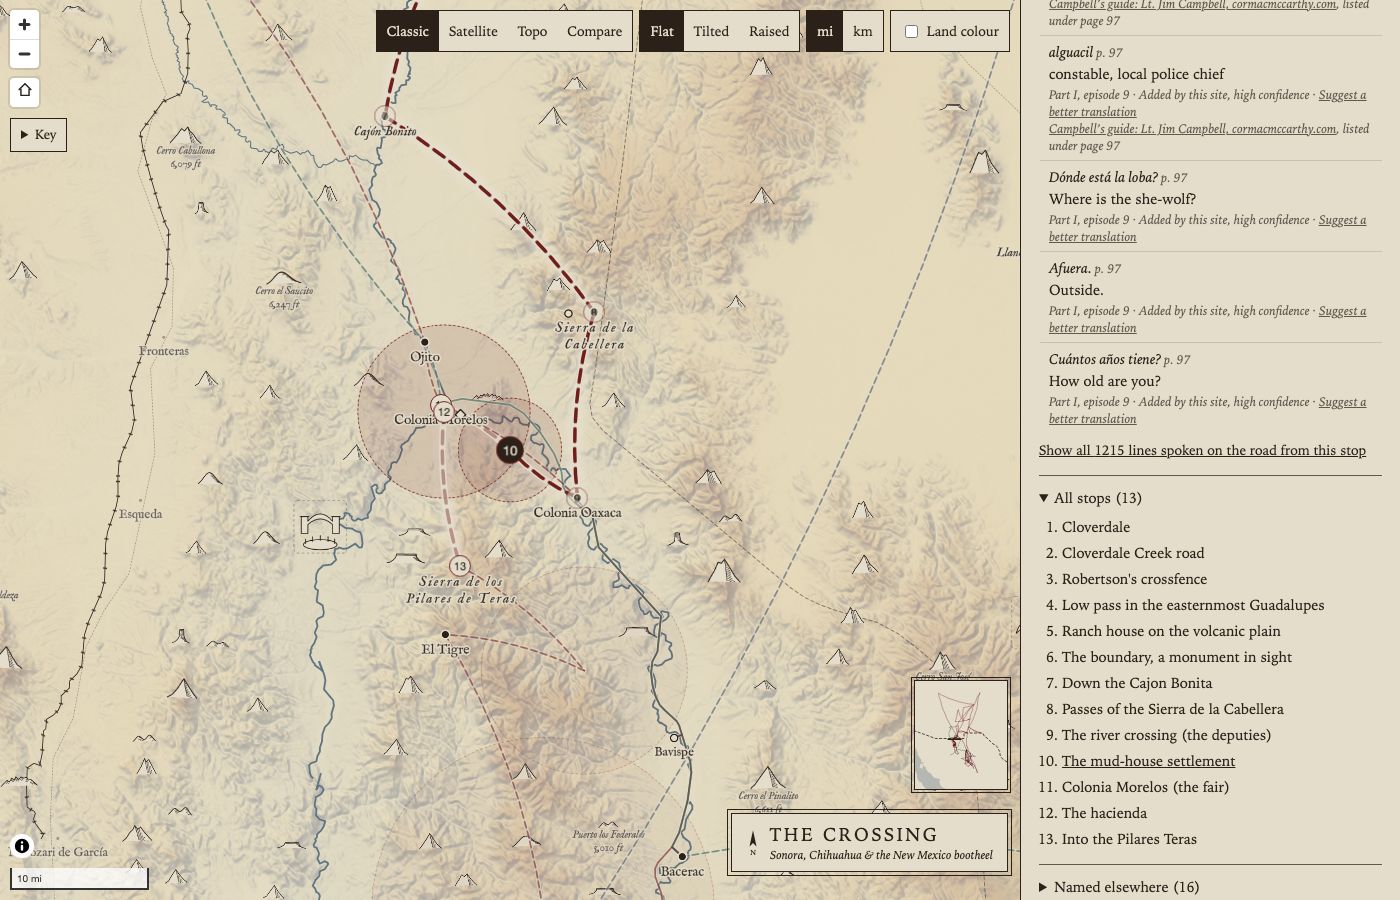 Classic
Satellite
Topo
Compare
Flat
Tilted
Raised
mi
km
Land colour
Key
Cajón Bonito
Cerro Cabullona
6,079 ft
Cerro el Saucito
6,247 ft
Fronteras
Ojito
Sierra de la
Cabellera
12
Colonia Morelos
10
Colonia Oaxaca
Esqueda
13
Sierra de los
Pilares de Teras
El Tigre
Bavispe
Cerro el Pinalito
Puerto los Federales
5,010 ft
de García
Bacerac
10 mi
THE CROSSING
Sonora, Chihuahua & the New Mexico bootheel
N
Campbell's guide: Lt. Jim Campbell, cormacmccarthy.com, listed
under page 97
alguacil p. 97
constable, local police chief
Part I, episode 9 · Added by this site, high confidence · Suggest a
better translation
Campbell's guide: Lt. Jim Campbell, cormacmccarthy.com, listed
under page 97
Dónde está la loba? p. 97
Where is the she-wolf?
Part I, episode 9 · Added by this site, high confidence · Suggest a
better translation
Afuera. p. 97
Outside.
Part I, episode 9 · Added by this site, high confidence · Suggest a
better translation
Cuántos años tiene? p. 97
How old are you?
Part I, episode 9 · Added by this site, high confidence · Suggest a
better translation
Show all 1215 lines spoken on the road from this stop
All stops (13)
1. Cloverdale
2. Cloverdale Creek road
3. Robertson's crossfence
4. Low pass in the easternmost Guadalupes
5. Ranch house on the volcanic plain
6. The boundary, a monument in sight
7. Down the Cajon Bonita
8. Passes of the Sierra de la Cabellera
9. The river crossing (the deputies)
10. The mud-house settlement
11. Colonia Morelos (the fair)
12. The hacienda
13. Into the Pilares Teras
Named elsewhere (16)